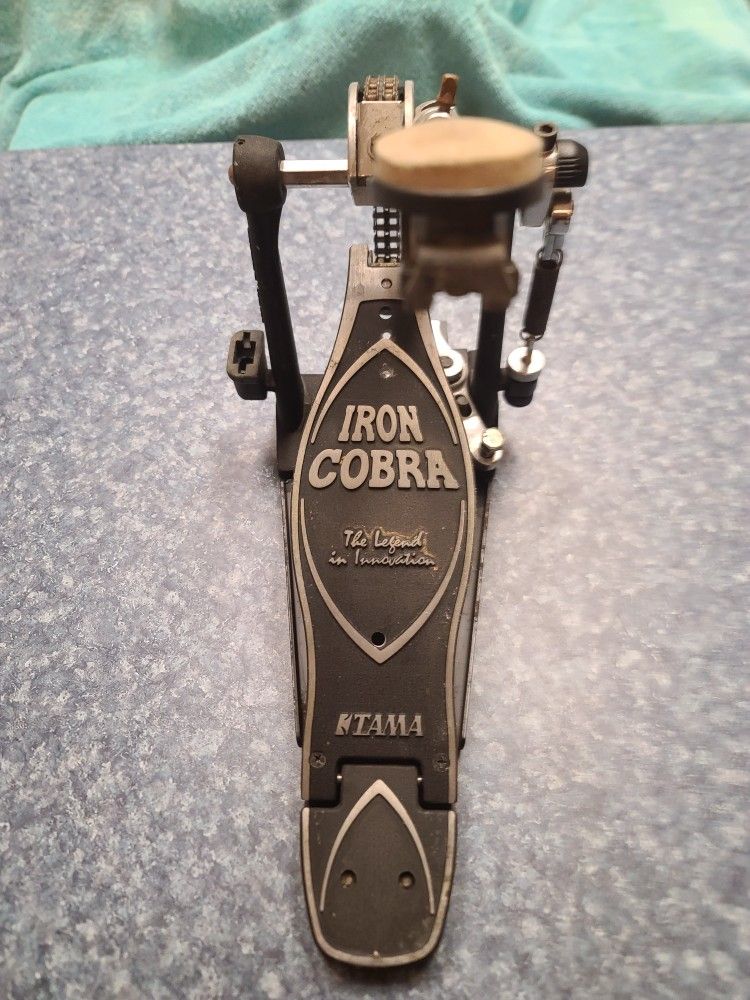 IRON
COBRA
The Legend
in Innovation
TAMA